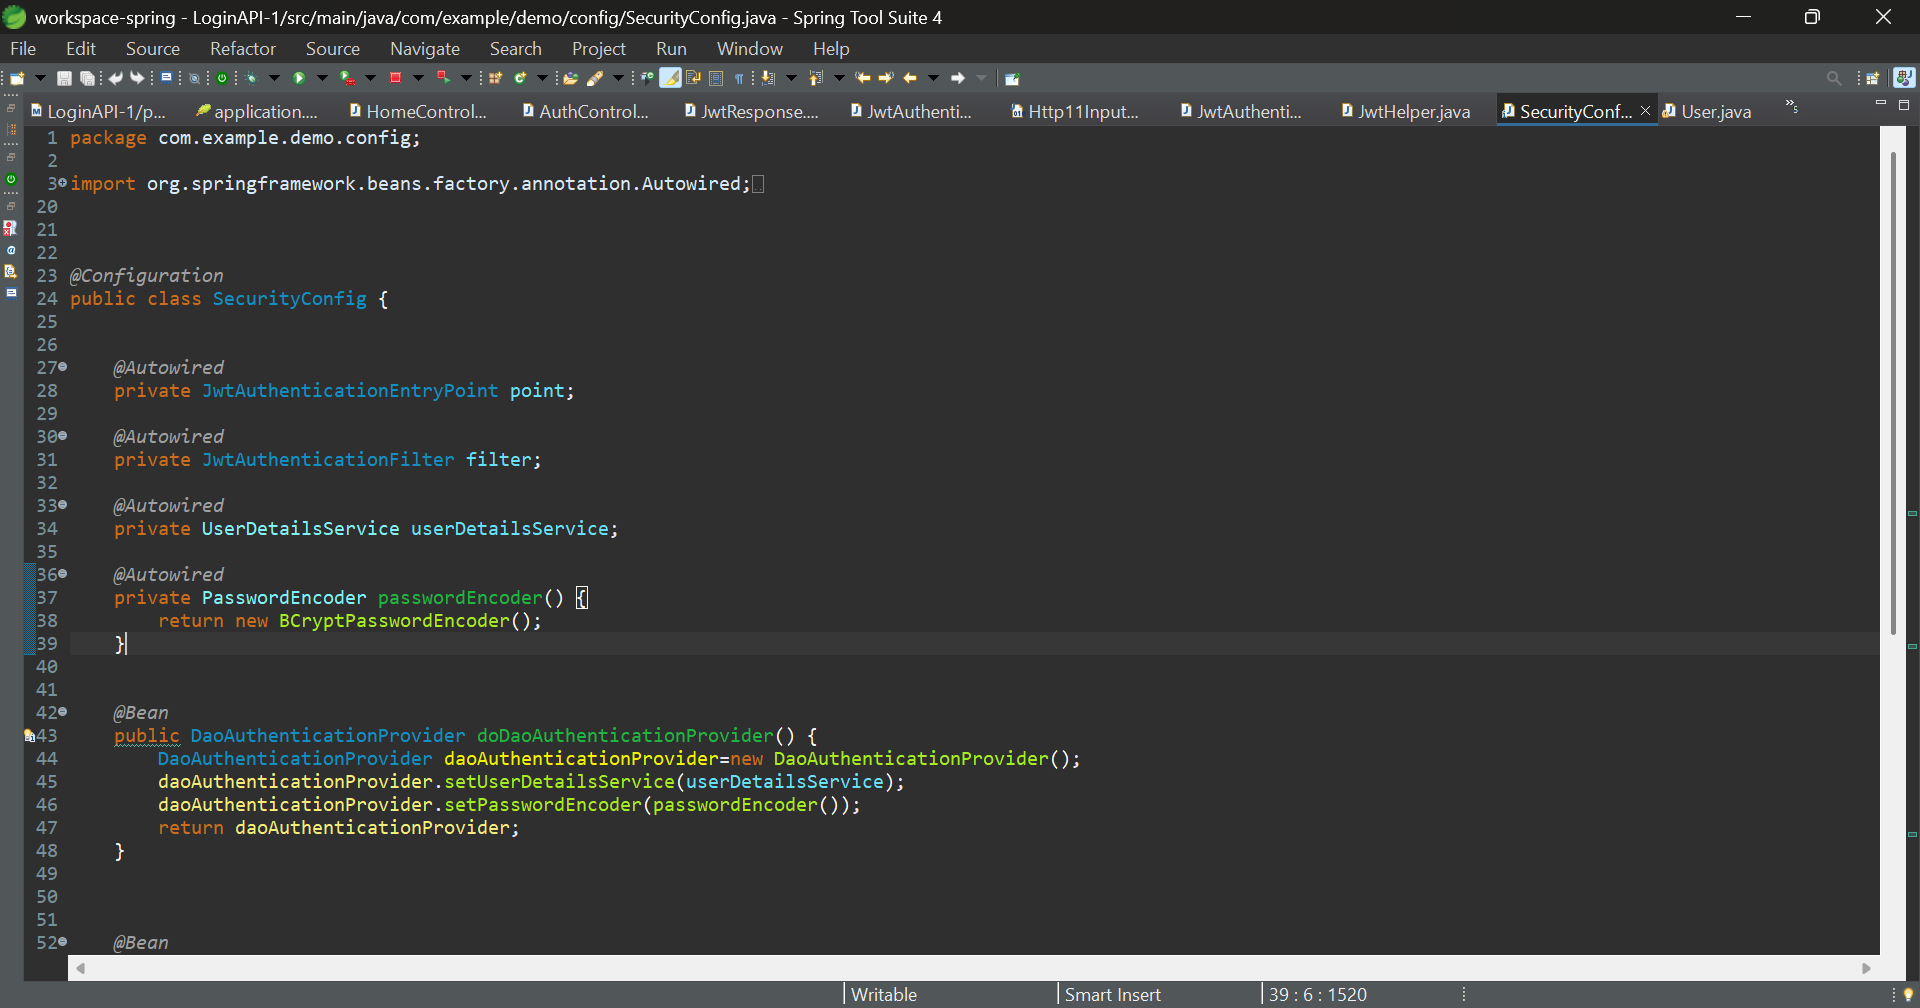 workspace-spring - LoginAPI-1/src/main/java/com/example/demo/config/SecurityConfig.java - Spring Tool Suite 4
File Edit Source Refactor Source Navigate Search Project Run Window Help
LoginAPI-1/p... application.... HomeControl... AuthControl... JwtResponse.... JwtAuthenti... Http11Input... JwtAuthenti... JwtHelper.java SecurityConf... User.java »5
1 package com.example.demo.config;
2
3 import org.springframework.beans.factory.annotation.Autowired;
20
21
22
23 @Configuration
24 public class SecurityConfig {
25
26
27 @Autowired
28 private JwtAuthenticationEntryPoint point;
29
30 @Autowired
31 private JwtAuthenticationFilter filter;
32
33 @Autowired
34 private UserDetailsService userDetailsService;
35
36 @Autowired
37 private PasswordEncoder passwordEncoder() {
38 return new BCryptPasswordEncoder();
39 }
40
41
42 @Bean
43 public DaoAuthenticationProvider doDaoAuthenticationProvider() {
44 DaoAuthenticationProvider daoAuthenticationProvider=new DaoAuthenticationProvider();
45 daoAuthenticationProvider.setUserDetailsService(userDetailsService);
46 daoAuthenticationProvider.setPasswordEncoder(passwordEncoder());
47 return daoAuthenticationProvider;
48 }
49
50
51
52 @Bean
Writable Smart Insert 39 : 6 : 1520